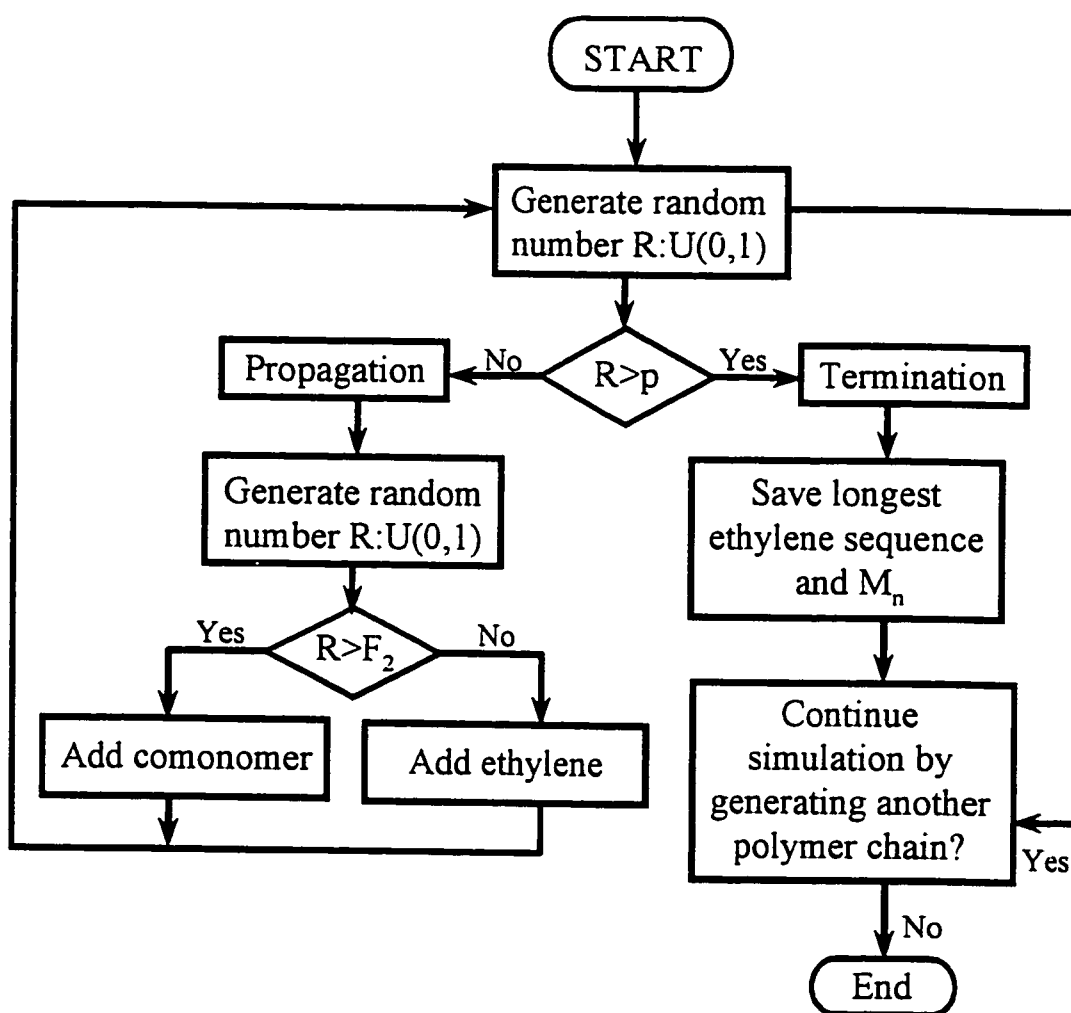 START
Generate random
number R:U(0,1)
No
R>p
Yes
Propagation
Termination
Generate random
number R:U(0,1)
Save longest
ethylene sequence
and Mₙ
Yes
R>F₂
No
Add comonomer
Add ethylene
Continue
simulation by
generating another
polymer chain?
Yes
No
End